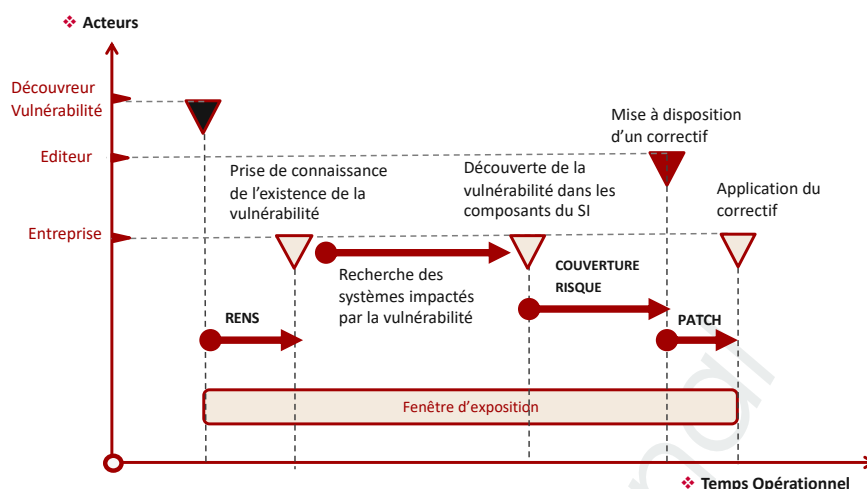 ❖ Acteurs
Découvreur
Vulnérabilité
Mise à disposition
d'un correctif
Editeur
Prise de connaissance
de l'existence de la
vulnérabilité
Découverte de la
vulnérabilité dans les
composants du SI
Application du
correctif
Entreprise
Recherche des
systèmes impactés
par la vulnérabilité
COUVERTURE
RISQUE
RENS
PATCH
Fenêtre d'exposition
❖ Temps Opérationnel